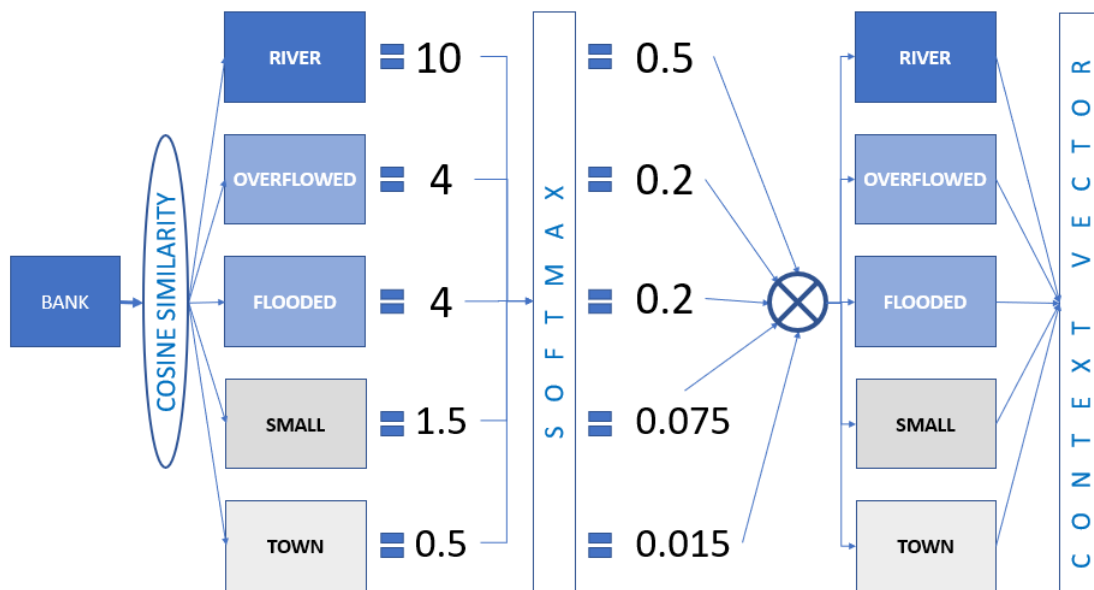 RIVER = 10 = 0.5 RIVER
OVERFLOWED = 4 = 0.2 OVERFLOWED
BANK COSINE SIMILARITY FLOODED = 4 SOFTMAX = 0.2 FLOODED CONTEXT VECTOR
SMALL = 1.5 = 0.075 SMALL
TOWN = 0.5 = 0.015 TOWN